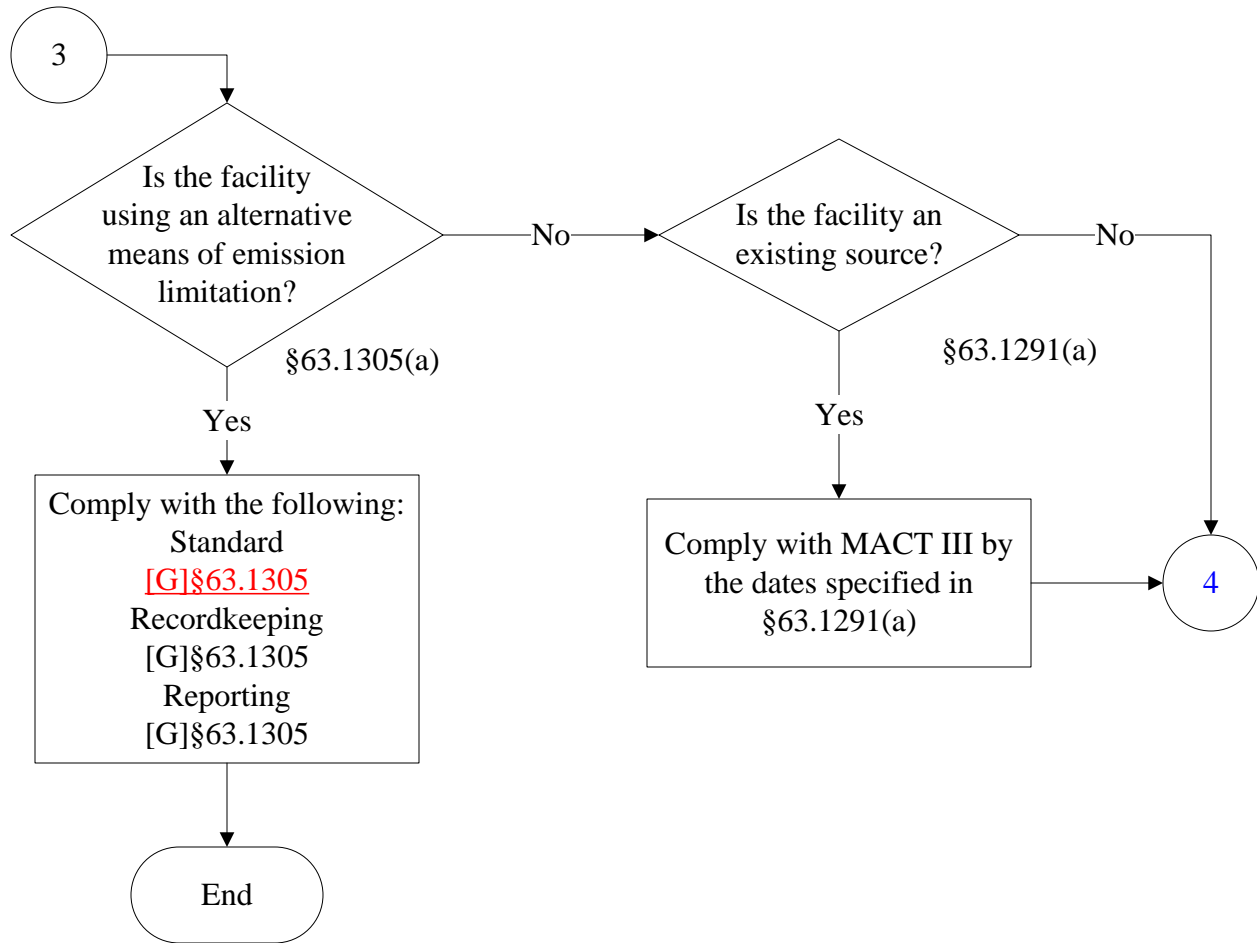 3
Is the facility
using an alternative
means of emission
limitation?
§63.1305(a)
No
Is the facility an
existing source?
§63.1291(a)
No
Yes
Comply with the following:
Standard
[G]§63.1305
Recordkeeping
[G]§63.1305
Reporting
[G]§63.1305
Yes
Comply with MACT III by
the dates specified in
§63.1291(a)
4
End